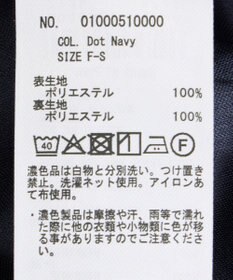 NO. 01000510000
COL. Dot Navy
SIZE F-S
表生地
ポリエステル 100%
裏生地
ポリエステル 100%
40 F
濃色品は白物と分別洗い。つけ置き
禁止。洗濯ネット使用。アイロンあ
て布使用。
・濃色製品は摩擦や汗、雨等で濡れ
た際に他の衣類や小物類に色が移
る事がありますのでご注意くださ
い。